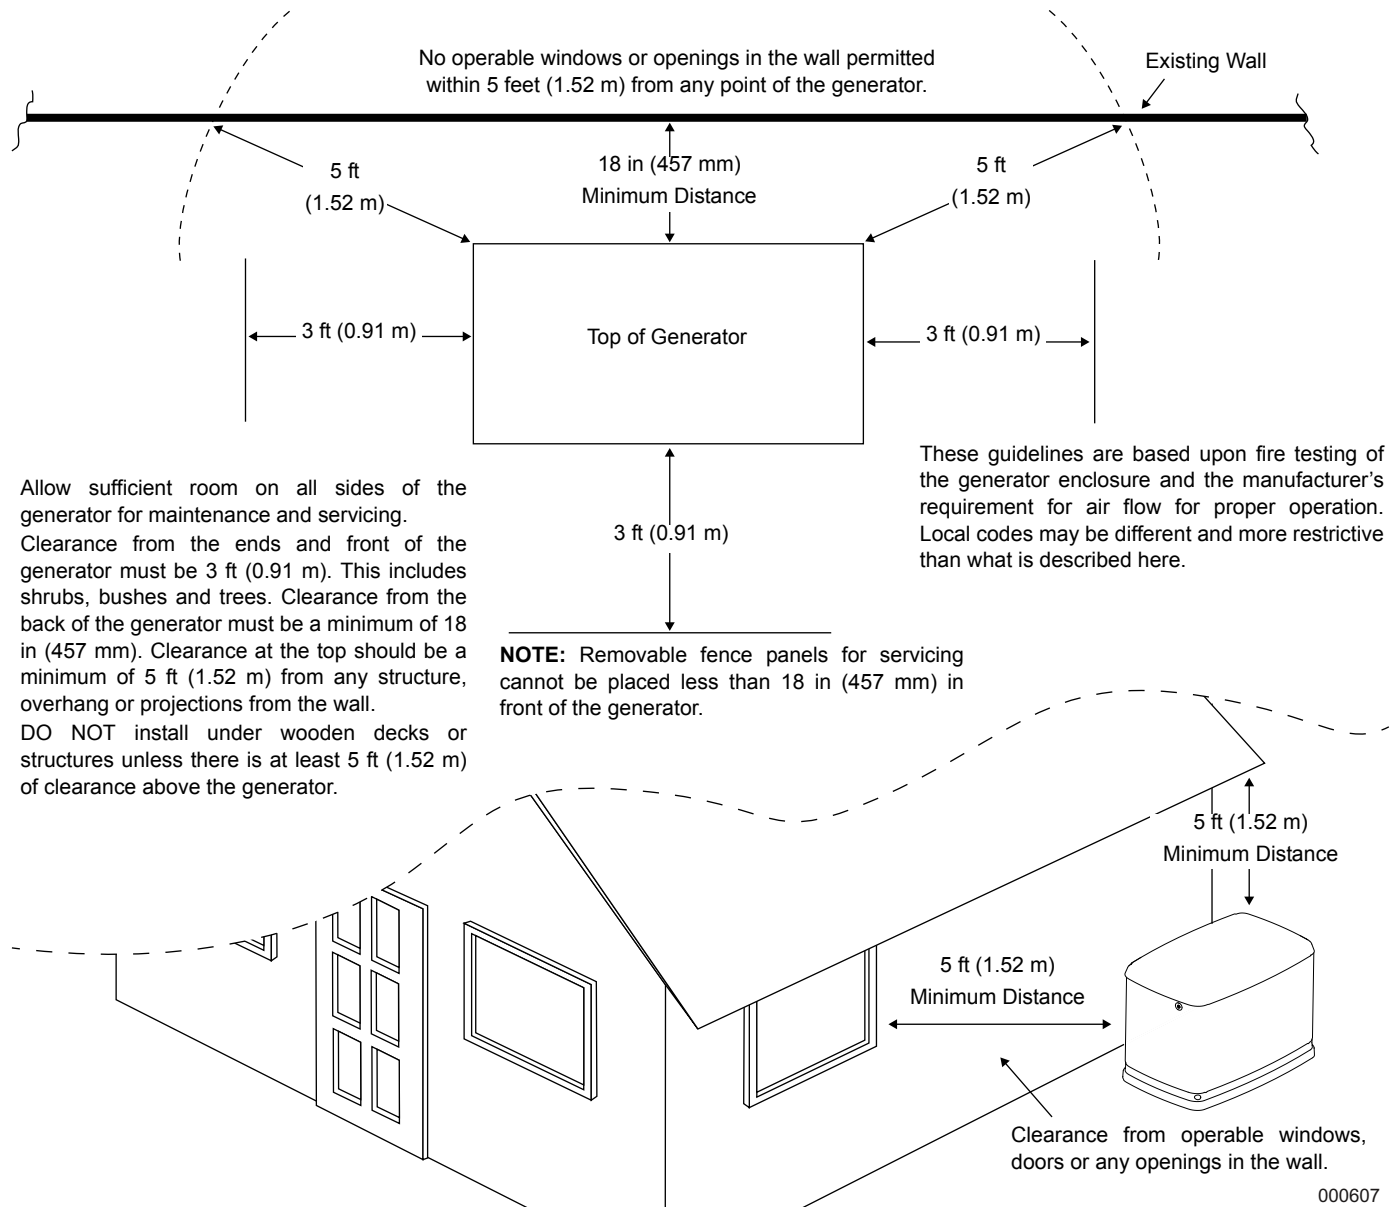 No operable windows or openings in the wall permitted
within 5 feet (1.52 m) from any point of the generator.
Existing Wall
5 ft
(1.52 m)
18 in (457 mm)
Minimum Distance
5 ft
(1.52 m)
3 ft (0.91 m)
Top of Generator
3 ft (0.91 m)
Allow sufficient room on all sides of the
generator for maintenance and servicing.
Clearance from the ends and front of the
generator must be 3 ft (0.91 m). This includes
shrubs, bushes and trees. Clearance from the
back of the generator must be a minimum of 18
in (457 mm). Clearance at the top should be a
minimum of 5 ft (1.52 m) from any structure,
overhang or projections from the wall.
DO NOT install under wooden decks or
structures unless there is at least 5 ft (1.52 m)
of clearance above the generator.
3 ft (0.91 m)
These guidelines are based upon fire testing of
the generator enclosure and the manufacturer's
requirement for air flow for proper operation.
Local codes may be different and more restrictive
than what is described here.
NOTE: Removable fence panels for servicing
cannot be placed less than 18 in (457 mm) in
front of the generator.
5 ft (1.52 m)
Minimum Distance
5 ft (1.52 m)
Minimum Distance
Clearance from operable windows,
doors or any openings in the wall.
000607